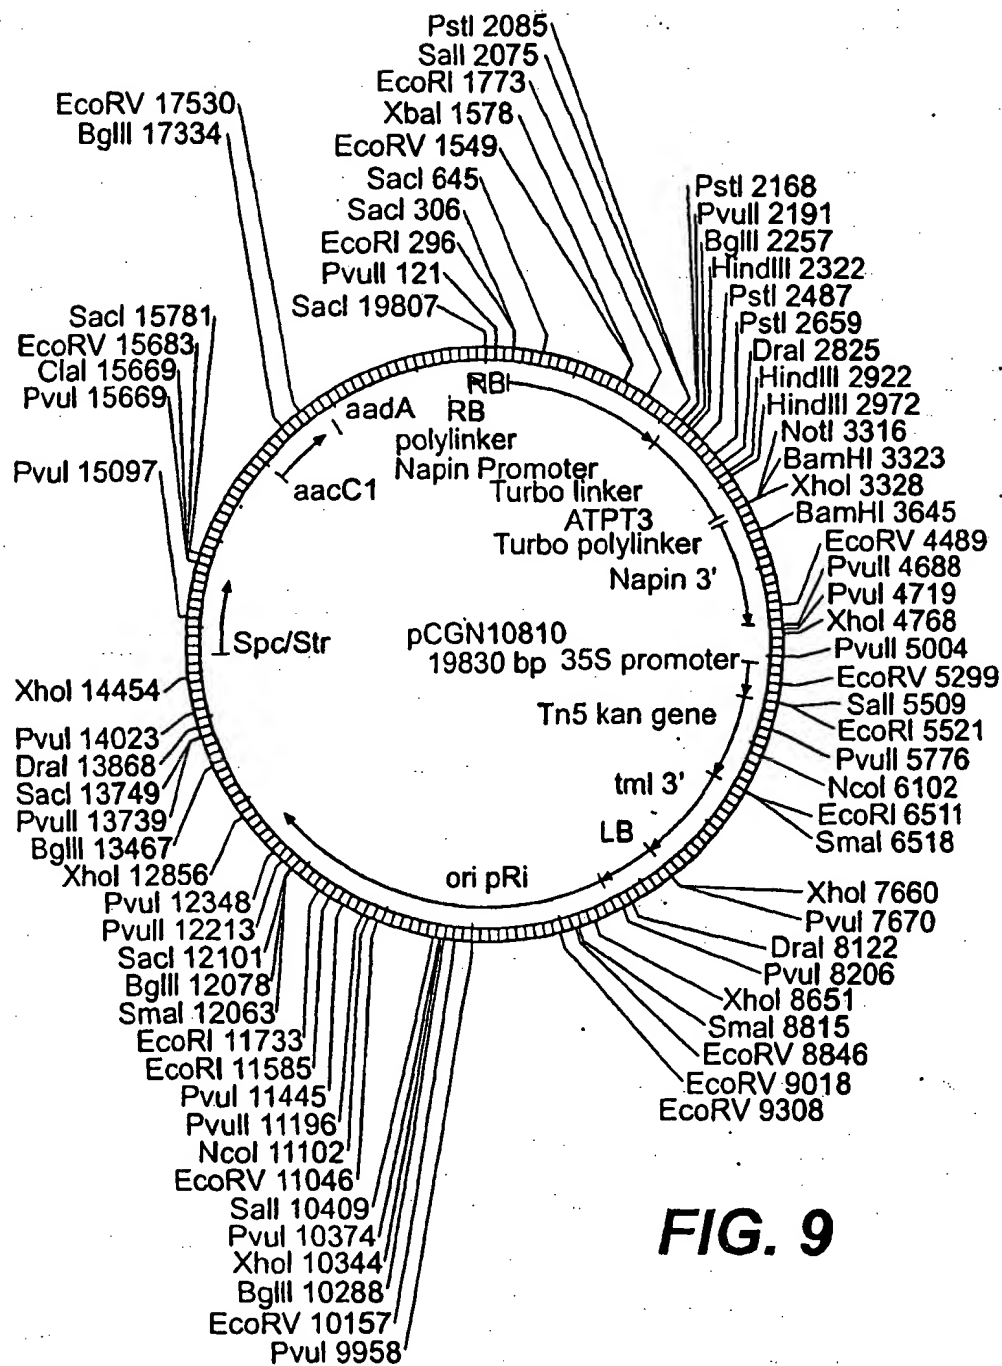 PstI 2085
SalI 2075
EcoRI 1773
XbaI 1578
EcoRV 1549
SacI 645
SacI 306
EcoRI 296
PvuII 121
SacI 19807
EcoRV 17530
BglII 17334
SacI 15781
EcoRV 15683
ClaI 15669
PvuI 15669
PvuI 15097
XhoI 14454
PvuI 14023
DraI 13868
SacI 13749
PvuII 13739
BglII 13467
XhoI 12856
PvuI 12348
PvuII 12213
SacI 12101
BglII 12078
SmaI 12063
EcoRI 11733
EcoRI 11585
PvuI 11445
PvuII 11196
NcoI 11102
EcoRV 11046
SalI 10409
PvuI 10374
XhoI 10344
BglII 10288
EcoRV 10157
PvuI 9958
PstI 2168
PvuII 2191
BglII 2257
HindIII 2322
PstI 2487
PstI 2659
DraI 2825
HindIII 2922
HindIII 2972
NotI 3316
BamHI 3323
XhoI 3328
BamHI 3645
EcoRV 4489
PvuII 4688
PvuI 4719
XhoI 4768
PvuII 5004
EcoRV 5299
SalI 5509
EcoRI 5521
PvuII 5776
NcoI 6102
EcoRI 6511
SmaI 6518
XhoI 7660
PvuI 7670
DraI 8122
PvuI 8206
XhoI 8651
SmaI 8815
EcoRV 8846
EcoRV 9018
EcoRV 9308
RB
RB
polylinker
Napin Promoter
Turbo linker
ATPT3
Turbo polylinker
Napin 3'
aadA
aacC1
Spc/Str
pCGN10810
19830 bp
35S promoter
Tn5 kan gene
tml 3'
LB
ori pRi
FIG. 9